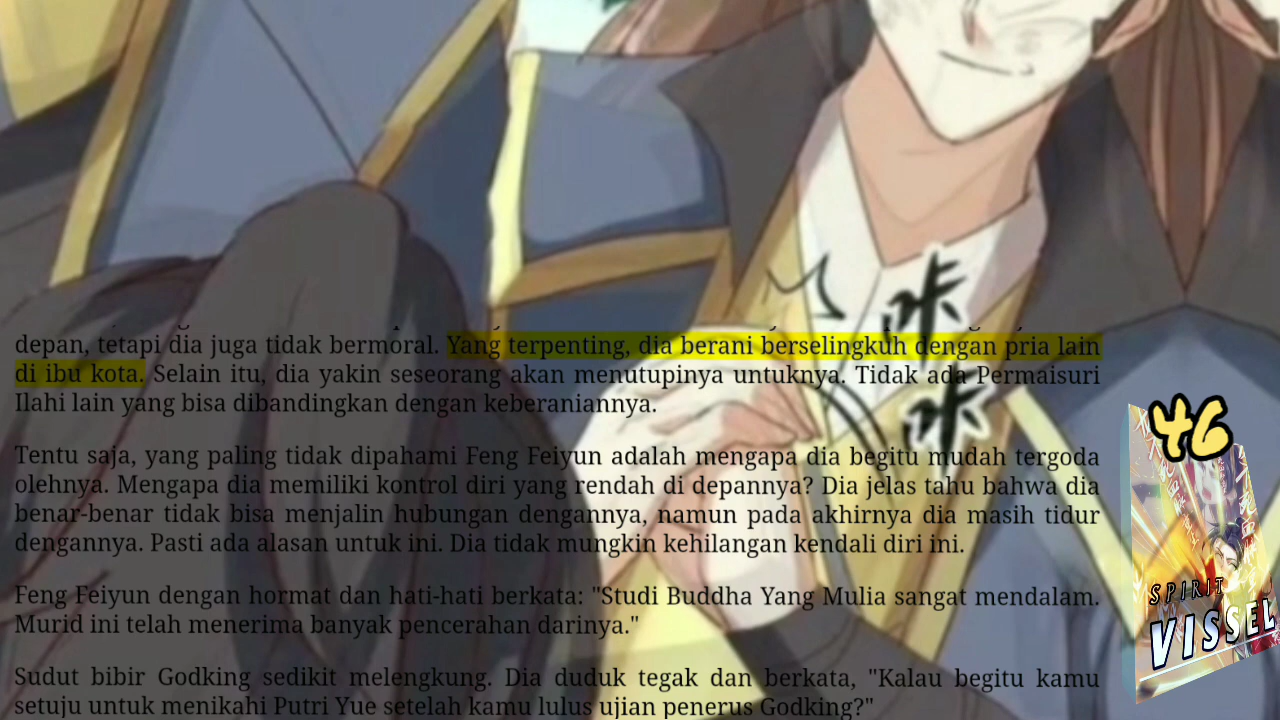 depan, tetapi dia juga tidak bermoral. Yang terpenting, dia berani berselingkuh dengan pria lain
di ibu kota. Selain itu, dia yakin seseorang akan menutupinya untuknya. Tidak ada Permaisuri
Ilahi lain yang bisa dibandingkan dengan keberaniannya.
Tentu saja, yang paling tidak dipahami Feng Feiyun adalah mengapa dia begitu mudah tergoda
olehnya. Mengapa dia memiliki kontrol diri yang rendah di depannya? Dia jelas tahu bahwa dia
benar-benar tidak bisa menjalin hubungan dengannya, namun pada akhirnya dia masih tidur
dengannya. Pasti ada alasan untuk ini. Dia tidak mungkin kehilangan kendali diri ini.
Feng Feiyun dengan hormat dan hati-hati berkata: "Studi Buddha Yang Mulia sangat mendalam.
Murid ini telah menerima banyak pencerahan darinya."
Sudut bibir Godking sedikit melengkung. Dia duduk tegak dan berkata, "Kalau begitu kamu
setuju untuk menikahi Putri Yue setelah kamu lulus ujian penerus Godking?"
咔
咔
46
SPIRIT
VISSEL